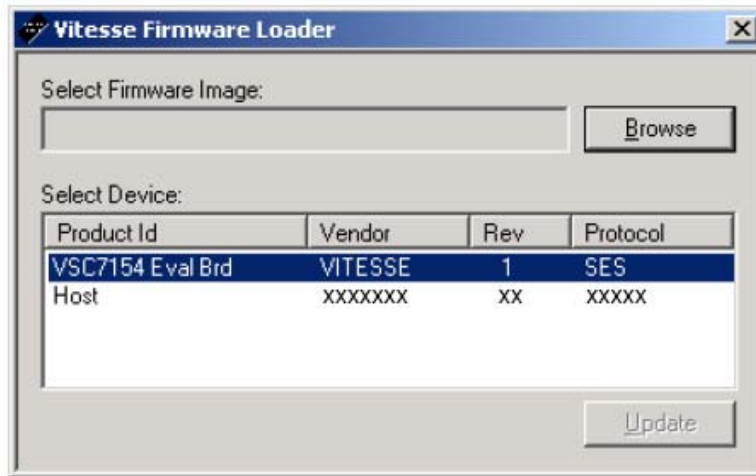 Vitesse Firmware Loader
Select Firmware Image:
Browse
Select Device:
Product Id Vendor Rev Protocol
VSC7154 Eval Brd VITESSE 1 SES
Host xxxxxxx xx xxxxx
Update